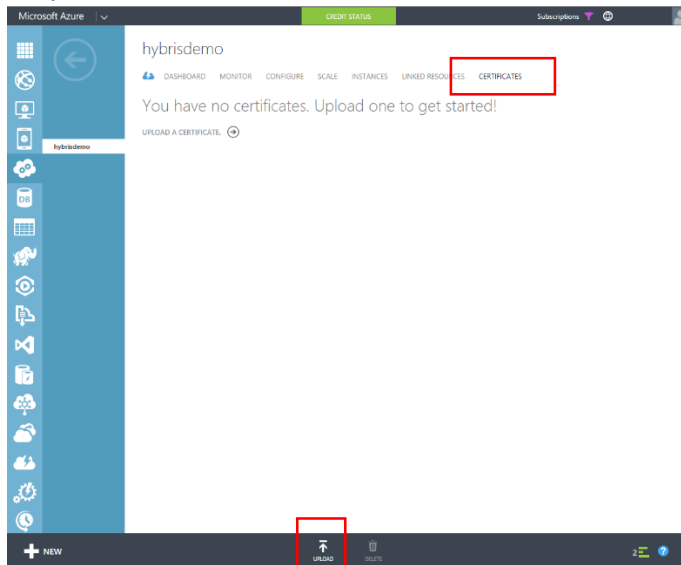 Microsoft Azure
CREDIT STATUS
Subscriptions
hybrisdemo
DASHBOARD MONITOR CONFIGURE SCALE INSTANCES LINKED RESOURCES CERTIFICATES
You have no certificates. Upload one to get started!
UPLOAD A CERTIFICATE
hybrisdemo
DB
NEW
UPLOAD
DELETE
2
?